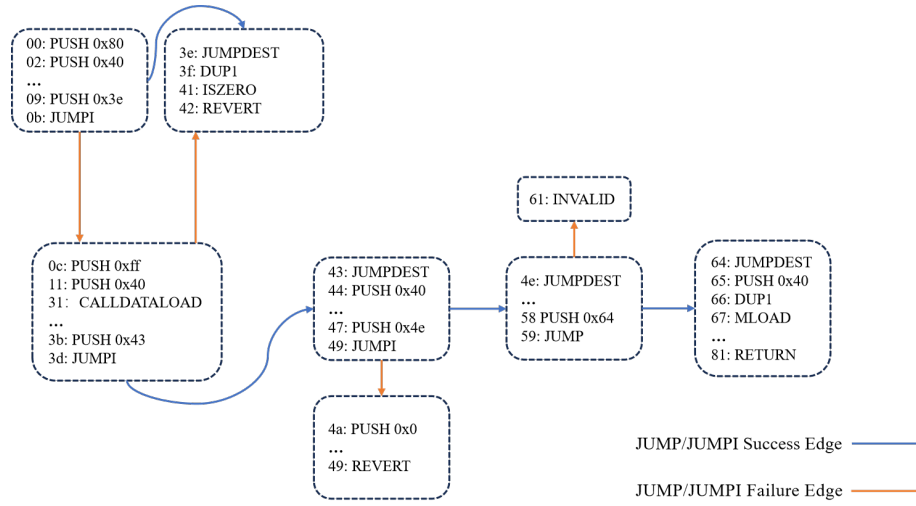 00: PUSH 0x80
02: PUSH 0x40
...
09: PUSH 0x3e
0b: JUMPI
3e: JUMPDEST
3f: DUP1
41: ISZERO
42: REVERT
0c: PUSH 0xff
11: PUSH 0x40
31: CALLDATALOAD
...
3b: PUSH 0x43
3d: JUMPI
43: JUMPDEST
44: PUSH 0x40
...
47: PUSH 0x4e
49: JUMPI
4a: PUSH 0x0
...
49: REVERT
61: INVALID
4e: JUMPDEST
...
58 PUSH 0x64
59: JUMP
64: JUMPDEST
65: PUSH 0x40
66: DUP1
67: MLOAD
...
81: RETURN
JUMP/JUMPI Success Edge
JUMP/JUMPI Failure Edge